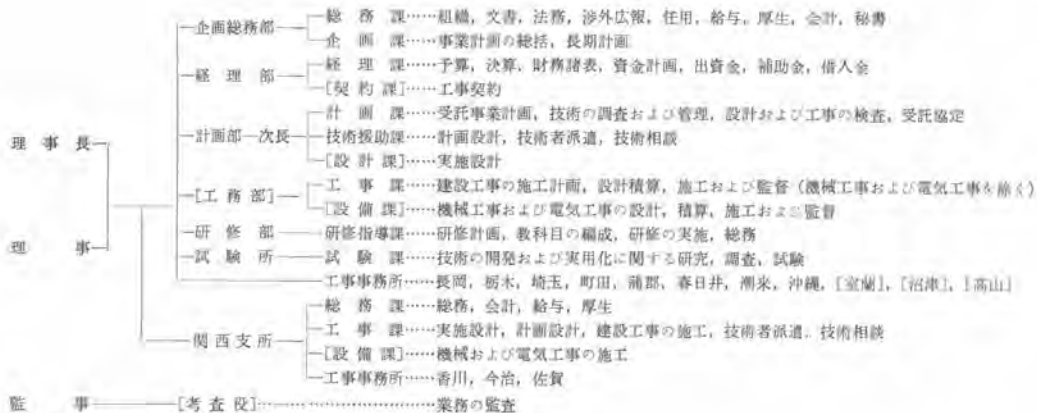 企画総務部 総務課……組織，文書，法務，渉外広報，任用，給与，厚生，会計，秘書
企画課……事業計画の総括，長期計画
経理部 経理課……予算，決算，財務諸表，資金計画，出資金，補助金，借入金
[契約課]……工事契約
計画部 次長 計画課……受託事業計画，技術の調査および管理，設計および工事の検査，受託協定
技術援助課……計画設計，技術者派遣，技術相談
[設計課]……実施設計
理事長
[工務部] 工事課……建設工事の施工計画，設計積算，施工および監督（機械工事および電気工事を除く）
[設備課]……機械工事および電気工事の設計，積算，施工および監督
研修部 研修指導課……研修計画，教科目の編成，研修の実施，総務
理事
試験所 試験課……技術の開発および実用化に関する研究，調査，試験
工事事務所……長岡，栃木，埼玉，町田，蒲郡，春日井，潮来，沖縄，[室蘭]，[沼津]，[高山]
関西支所 総務課……総務，会計，給与，厚生
工事課……実施設計，計画設計，建設工事の施工，技術者派遣，技術相談
[設備課]……機械および電気工事の施工
工事事務所……香川，今治，佐賀
監事 [考査役]……………………業務の監査